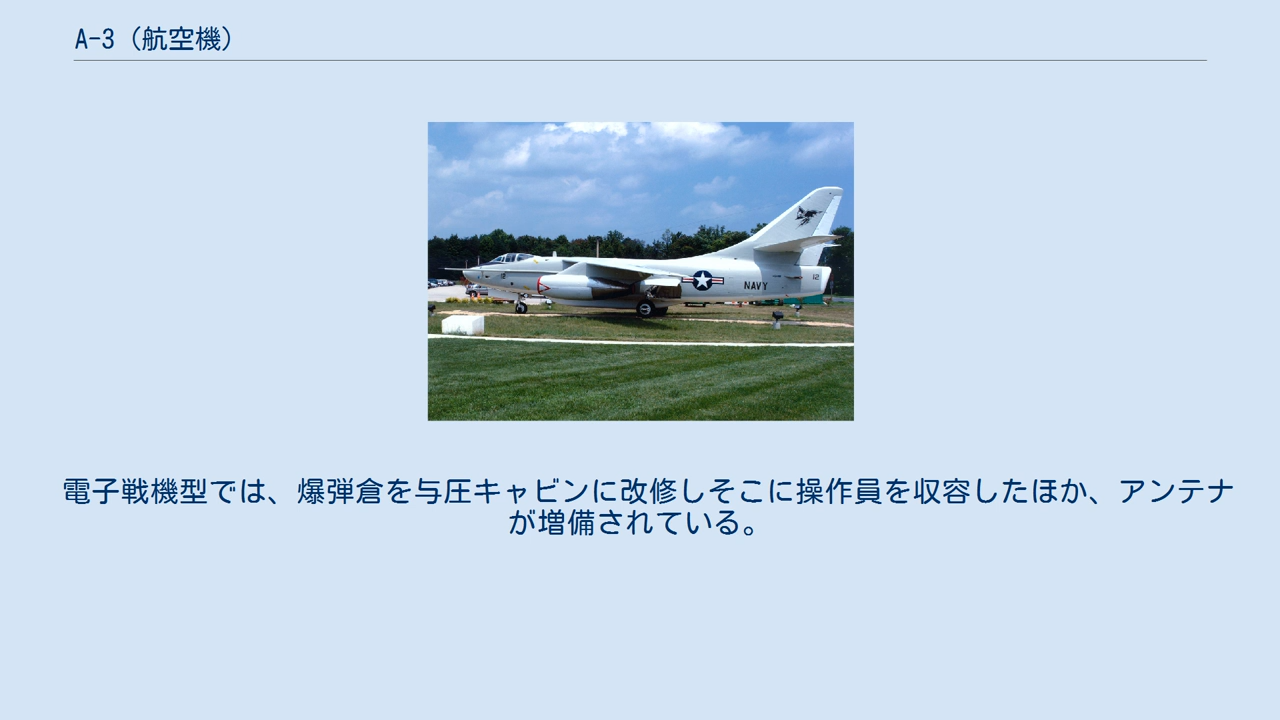 A-3（航空機）
NAVY
12
12
電子戦機型では、爆弾倉を与圧キャビンに改修しそこに操作員を収容したほか、アンテナ
が増備されている。